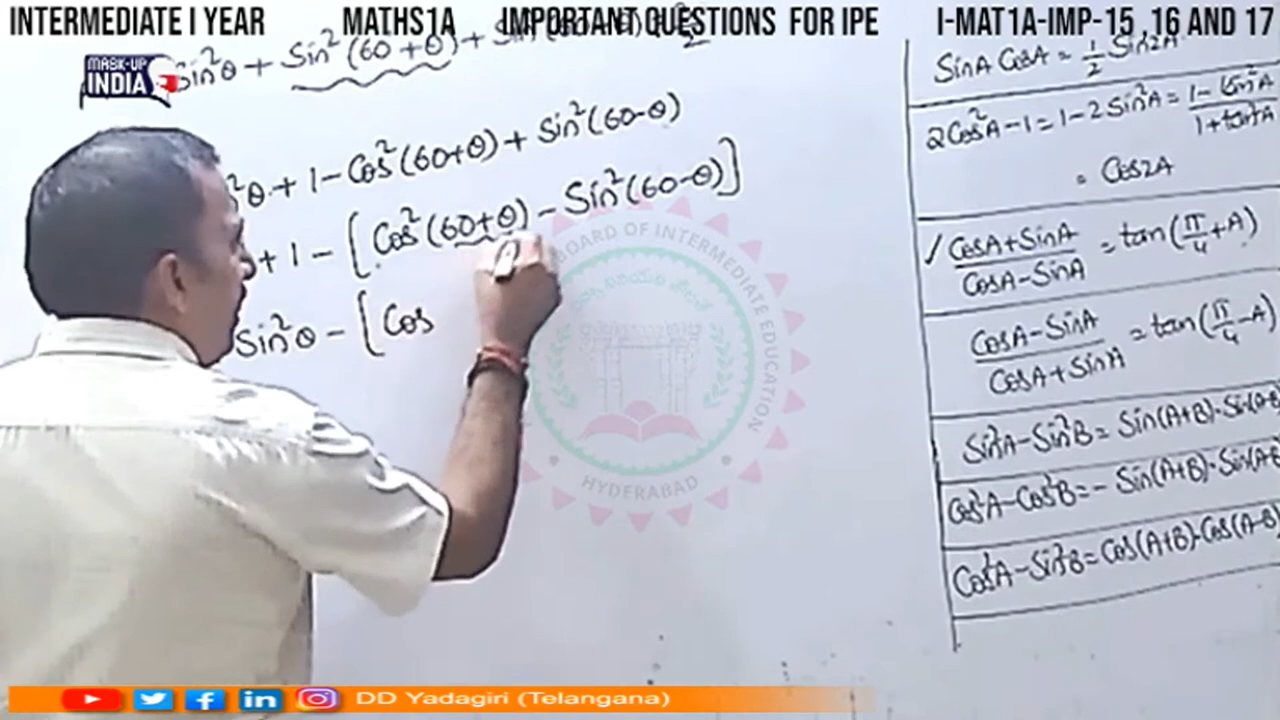 INTERMEDIATE I YEAR MATHS1A IMPORTANT QUESTIONS FOR IPE I-MAT1A-IMP-15, 16 AND 17
MASK-UP
INDIA
Sin²θ + Sin²(60+θ) +
²θ + 1 - Cos²(60+θ) + Sin²(60-θ)
+ 1 - [Cos²(60+θ) - Sin²(60-θ)]
Sin²θ - [Cos
SinA CosA = 1/2 Sin2A
2Cos²A - 1 = 1 - 2Sin²A = (1 - tan²A)/(1 + tan²A)
= Cos2A
✓ (CosA + SinA)/(CosA - SinA) = tan(π/4 + A)
(CosA - SinA)/(CosA + SinA) = tan(π/4 - A)
Sin²A - Sin²B = Sin(A+B)·Sin(A-B
Cos²A - Cos²B = - Sin(A+B)·Sin(A-B
Cos²A - Sin²B = Cos(A+B)·Cos(A-B)
BOARD OF INTERMEDIATE EDUCATION
HYDERABAD
DD Yadagiri (Telangana)